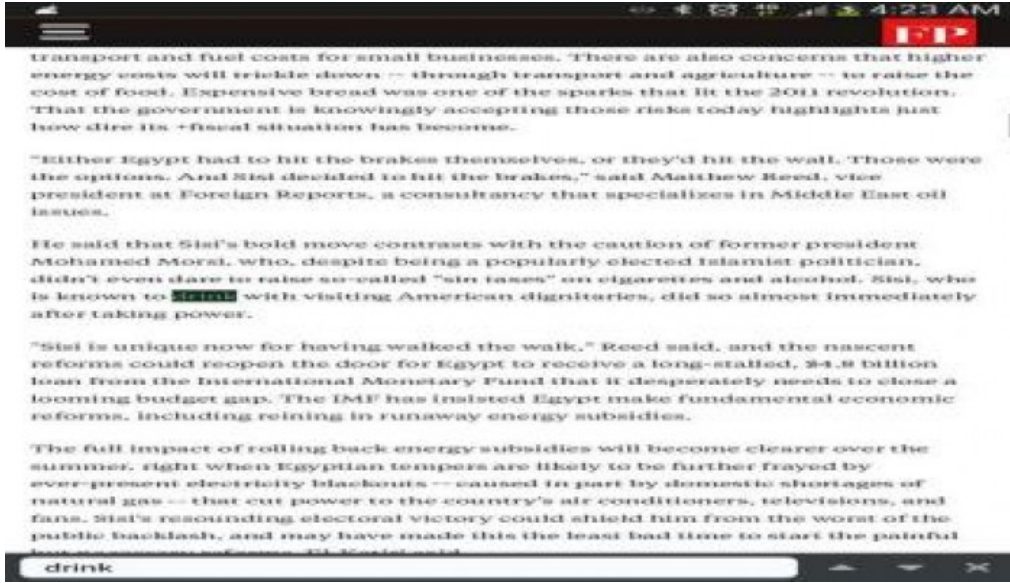 4:23 AM
FP
transport and fuel costs for small businesses. There are also concerns that higher
energy costs will trickle down -- through transport and agriculture -- to raise the
cost of food. Expensive bread was one of the sparks that lit the 2011 revolution.
That the government is knowingly accepting those risks today highlights just
how dire its +fiscal situation has become.
"Either Egypt had to hit the brakes themselves, or they'd hit the wall. Those were
the options. And Sisi decided to hit the brakes," said Matthew Reed, vice
president at Foreign Reports, a consultancy that specializes in Middle East oil
issues.
He said that Sisi's bold move contrasts with the caution of former president
Mohamed Morsi, who, despite being a popularly elected Islamist politician,
didn't even dare to raise so-called "sin taxes" on cigarettes and alcohol. Sisi, who
is known to drink with visiting American dignitaries, did so almost immediately
after taking power.
"Sisi is unique now for having walked the walk," Reed said, and the nascent
reforms could reopen the door for Egypt to receive a long-stalled, $4.8 billion
loan from the International Monetary Fund that it desperately needs to close a
looming budget gap. The IMF has insisted Egypt make fundamental economic
reforms, including reining in runaway energy subsidies.
The full impact of rolling back energy subsidies will become clearer over the
summer, right when Egyptian tempers are likely to be further frayed by
ever-present electricity blackouts -- caused in part by domestic shortages of
natural gas -- that cut power to the country's air conditioners, televisions, and
fans. Sisi's resounding electoral victory could shield him from the worst of the
public backlash, and may have made this the least bad time to start the painful
but necessary reforms, El-Katiri said.
drink